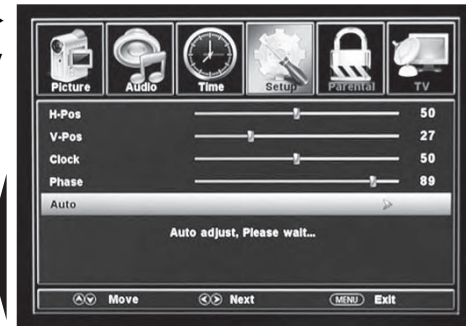 Picture Audio Time Setup Parental TV
H-Pos 50
V-Pos 27
Clock 50
Phase 89
Auto
Auto adjust, Please wait...
Move Next MENU Exit